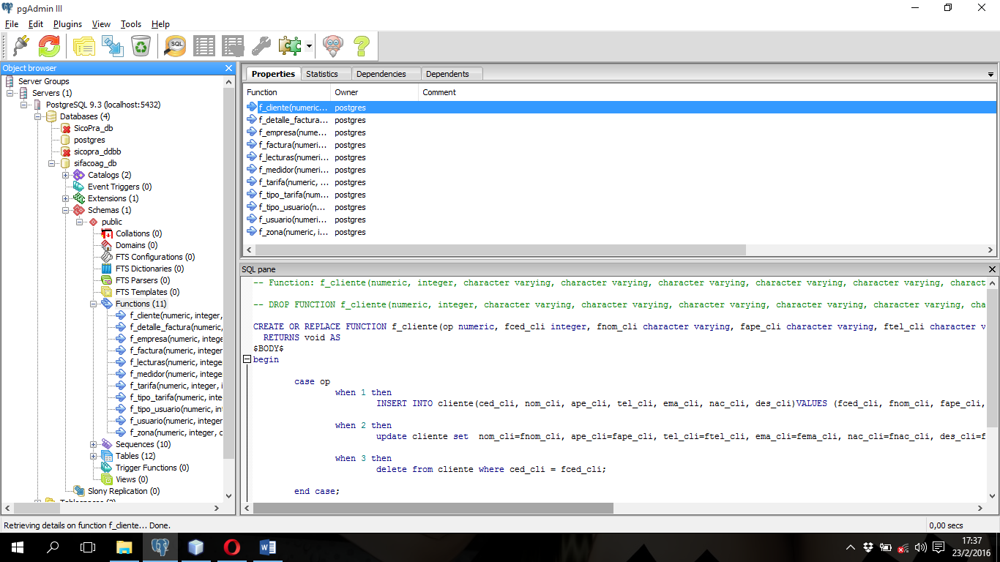 pgAdmin III
File Edit Plugins View Tools Help
SQL
Object browser
Server Groups
Servers (1)
PostgreSQL 9.3 (localhost:5432)
Databases (4)
SicoPra_db
postgres
sicopra_ddbb
sifacoag_db
Catalogs (2)
Event Triggers (0)
Extensions (1)
Schemas (1)
public
Collations (0)
Domains (0)
FTS Configurations (0)
FTS Dictionaries (0)
FTS Parsers (0)
FTS Templates (0)
Functions (11)
f_cliente(numeric, integer,
f_detalle_factura(numeric,
f_empresa(numeric, intege
f_factura(numeric, integer
f_lecturas(numeric, intege
f_medidor(numeric, intege
f_tarifa(numeric, integer, i
f_tipo_tarifa(numeric, inte
f_tipo_usuario(numeric, in
f_usuario(numeric, integer
f_zona(numeric, integer, c
Sequences (10)
Tables (12)
Trigger Functions (0)
Views (0)
Slony Replication (0)
Properties Statistics Dependencies Dependents
Function Owner Comment
f_cliente(numeric... postgres
f_detalle_factura... postgres
f_empresa(nume... postgres
f_factura(numeri... postgres
f_lecturas(numeri... postgres
f_medidor(numeri... postgres
f_tarifa(numeric, ... postgres
f_tipo_tarifa(num... postgres
f_tipo_usuario(n... postgres
f_usuario(numeri... postgres
f_zona(numeric, i... postgres
SQL pane
-- Function: f_cliente(numeric, integer, character varying, character varying, character varying, character varying, character varying, charact
-- DROP FUNCTION f_cliente(numeric, integer, character varying, character varying, character varying, character varying, character varying, cha
CREATE OR REPLACE FUNCTION f_cliente(op numeric, fced_cli integer, fnom_cli character varying, fape_cli character varying, ftel_cli character v
RETURNS void AS
$BODY$
begin
case op
when 1 then
INSERT INTO cliente(ced_cli, nom_cli, ape_cli, tel_cli, ema_cli, nac_cli, des_cli)VALUES (fced_cli, fnom_cli, fape_cli,
when 2 then
update cliente set nom_cli=fnom_cli, ape_cli=fape_cli, tel_cli=ftel_cli, ema_cli=fema_cli, nac_cli=fnac_cli, des_cli=f
when 3 then
delete from cliente where ced_cli = fced_cli;
end case;
Retrieving details on function f_cliente... Done.
0,00 secs
17:37
23/2/2016